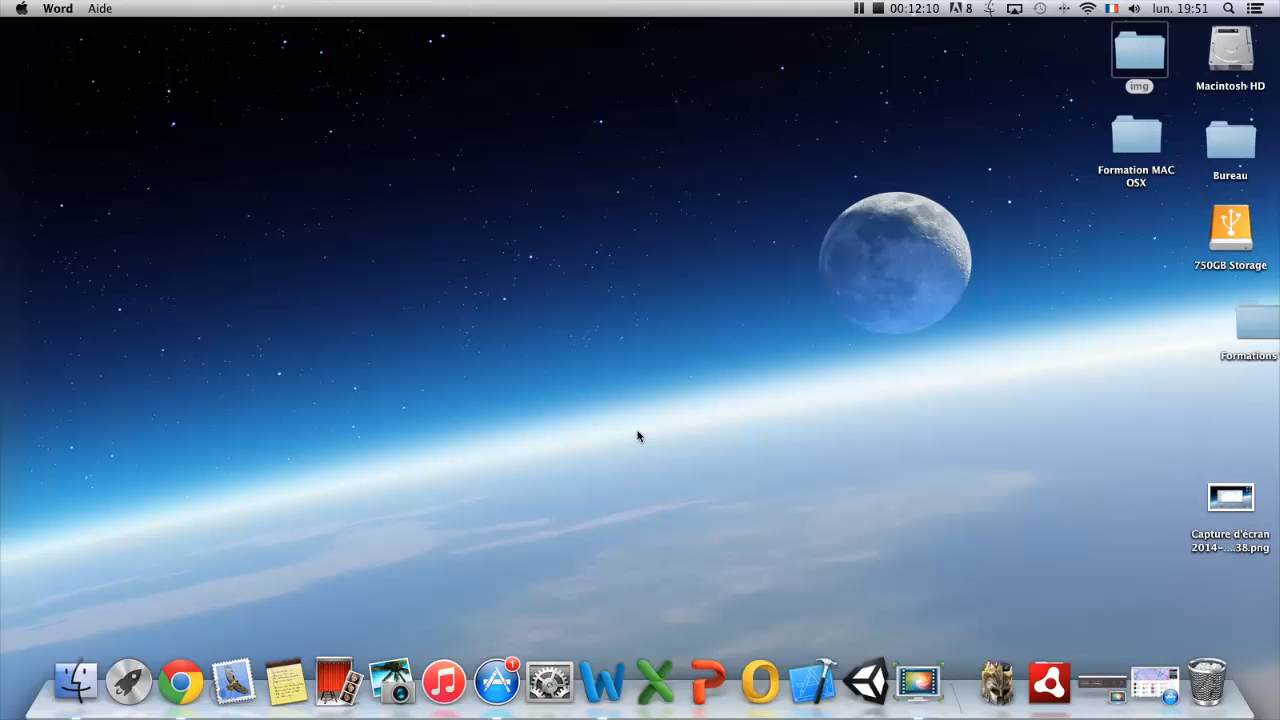 Word Aide 00:12:10 8 lun. 19:51
img
Macintosh HD
Formation MAC
OSX
Bureau
750GB Storage
Formations
Capture d'écran
2014-....38.png
1
W X P O